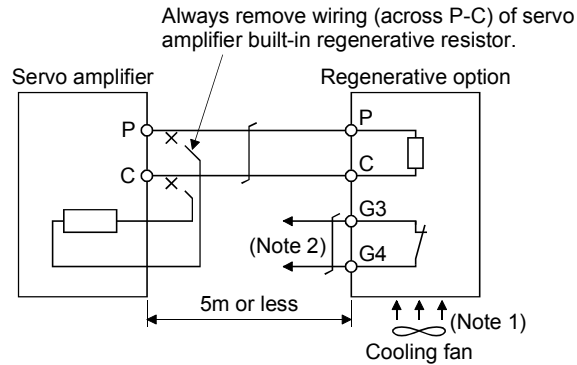 Always remove wiring (across P-C) of servo
amplifier built-in regenerative resistor.
Servo amplifier
Regenerative option
P
P
C
C
G3
(Note 2)
G4
5m or less
(Note 1)
Cooling fan